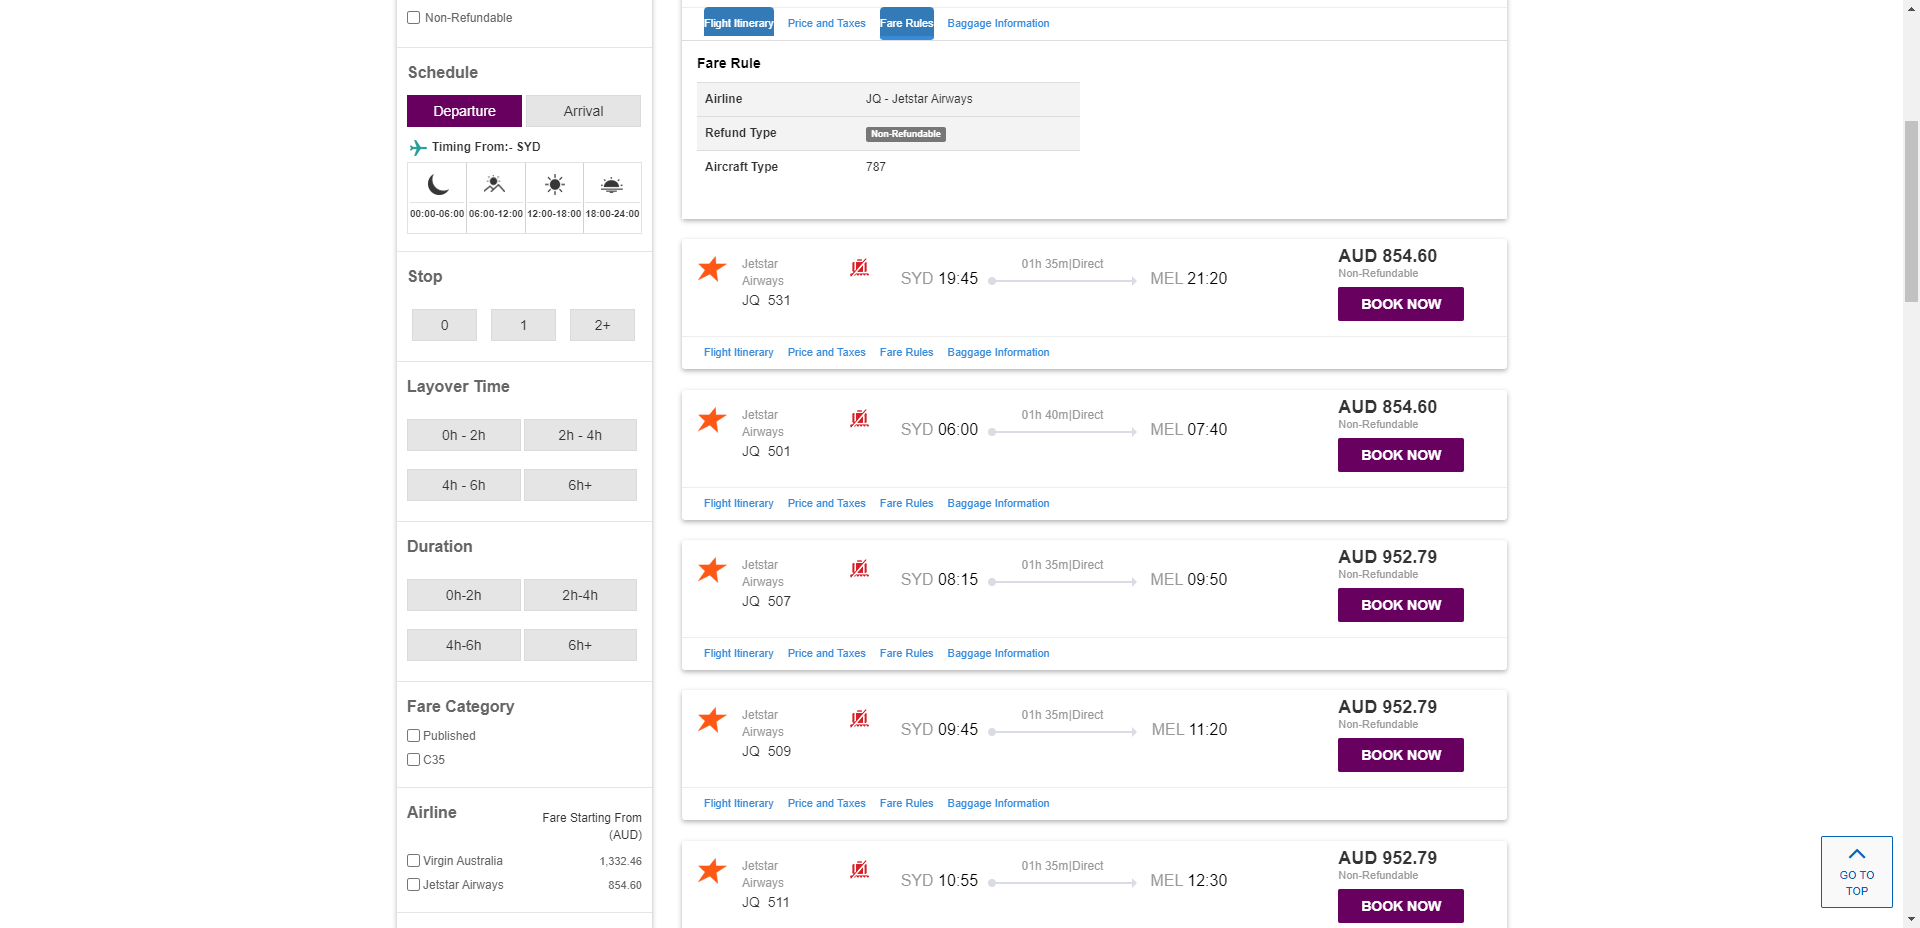 Non-Refundable
Schedule
Departure Arrival
Timing From:- SYD
00:00-06:00 06:00-12:00 12:00-18:00 18:00-24:00
Stop
0 1 2+
Layover Time
0h - 2h 2h - 4h
4h - 6h 6h+
Duration
0h-2h 2h-4h
4h-6h 6h+
Fare Category
Published
C35
Airline Fare Starting From
(AUD)
Virgin Australia 1,332.46
Jetstar Airways 854.60
Flight Itinerary Price and Taxes Fare Rules Baggage Information
Fare Rule
Airline JQ - Jetstar Airways
Refund Type Non-Refundable
Aircraft Type 787
Jetstar
Airways
JQ 531
SYD 19:45
01h 35m|Direct
MEL 21:20
AUD 854.60
Non-Refundable
BOOK NOW
Flight Itinerary Price and Taxes Fare Rules Baggage Information
Jetstar
Airways
JQ 501
SYD 06:00
01h 40m|Direct
MEL 07:40
AUD 854.60
Non-Refundable
BOOK NOW
Flight Itinerary Price and Taxes Fare Rules Baggage Information
Jetstar
Airways
JQ 507
SYD 08:15
01h 35m|Direct
MEL 09:50
AUD 952.79
Non-Refundable
BOOK NOW
Flight Itinerary Price and Taxes Fare Rules Baggage Information
Jetstar
Airways
JQ 509
SYD 09:45
01h 35m|Direct
MEL 11:20
AUD 952.79
Non-Refundable
BOOK NOW
Flight Itinerary Price and Taxes Fare Rules Baggage Information
Jetstar
Airways
JQ 511
SYD 10:55
01h 35m|Direct
MEL 12:30
AUD 952.79
Non-Refundable
BOOK NOW
GO TO
TOP